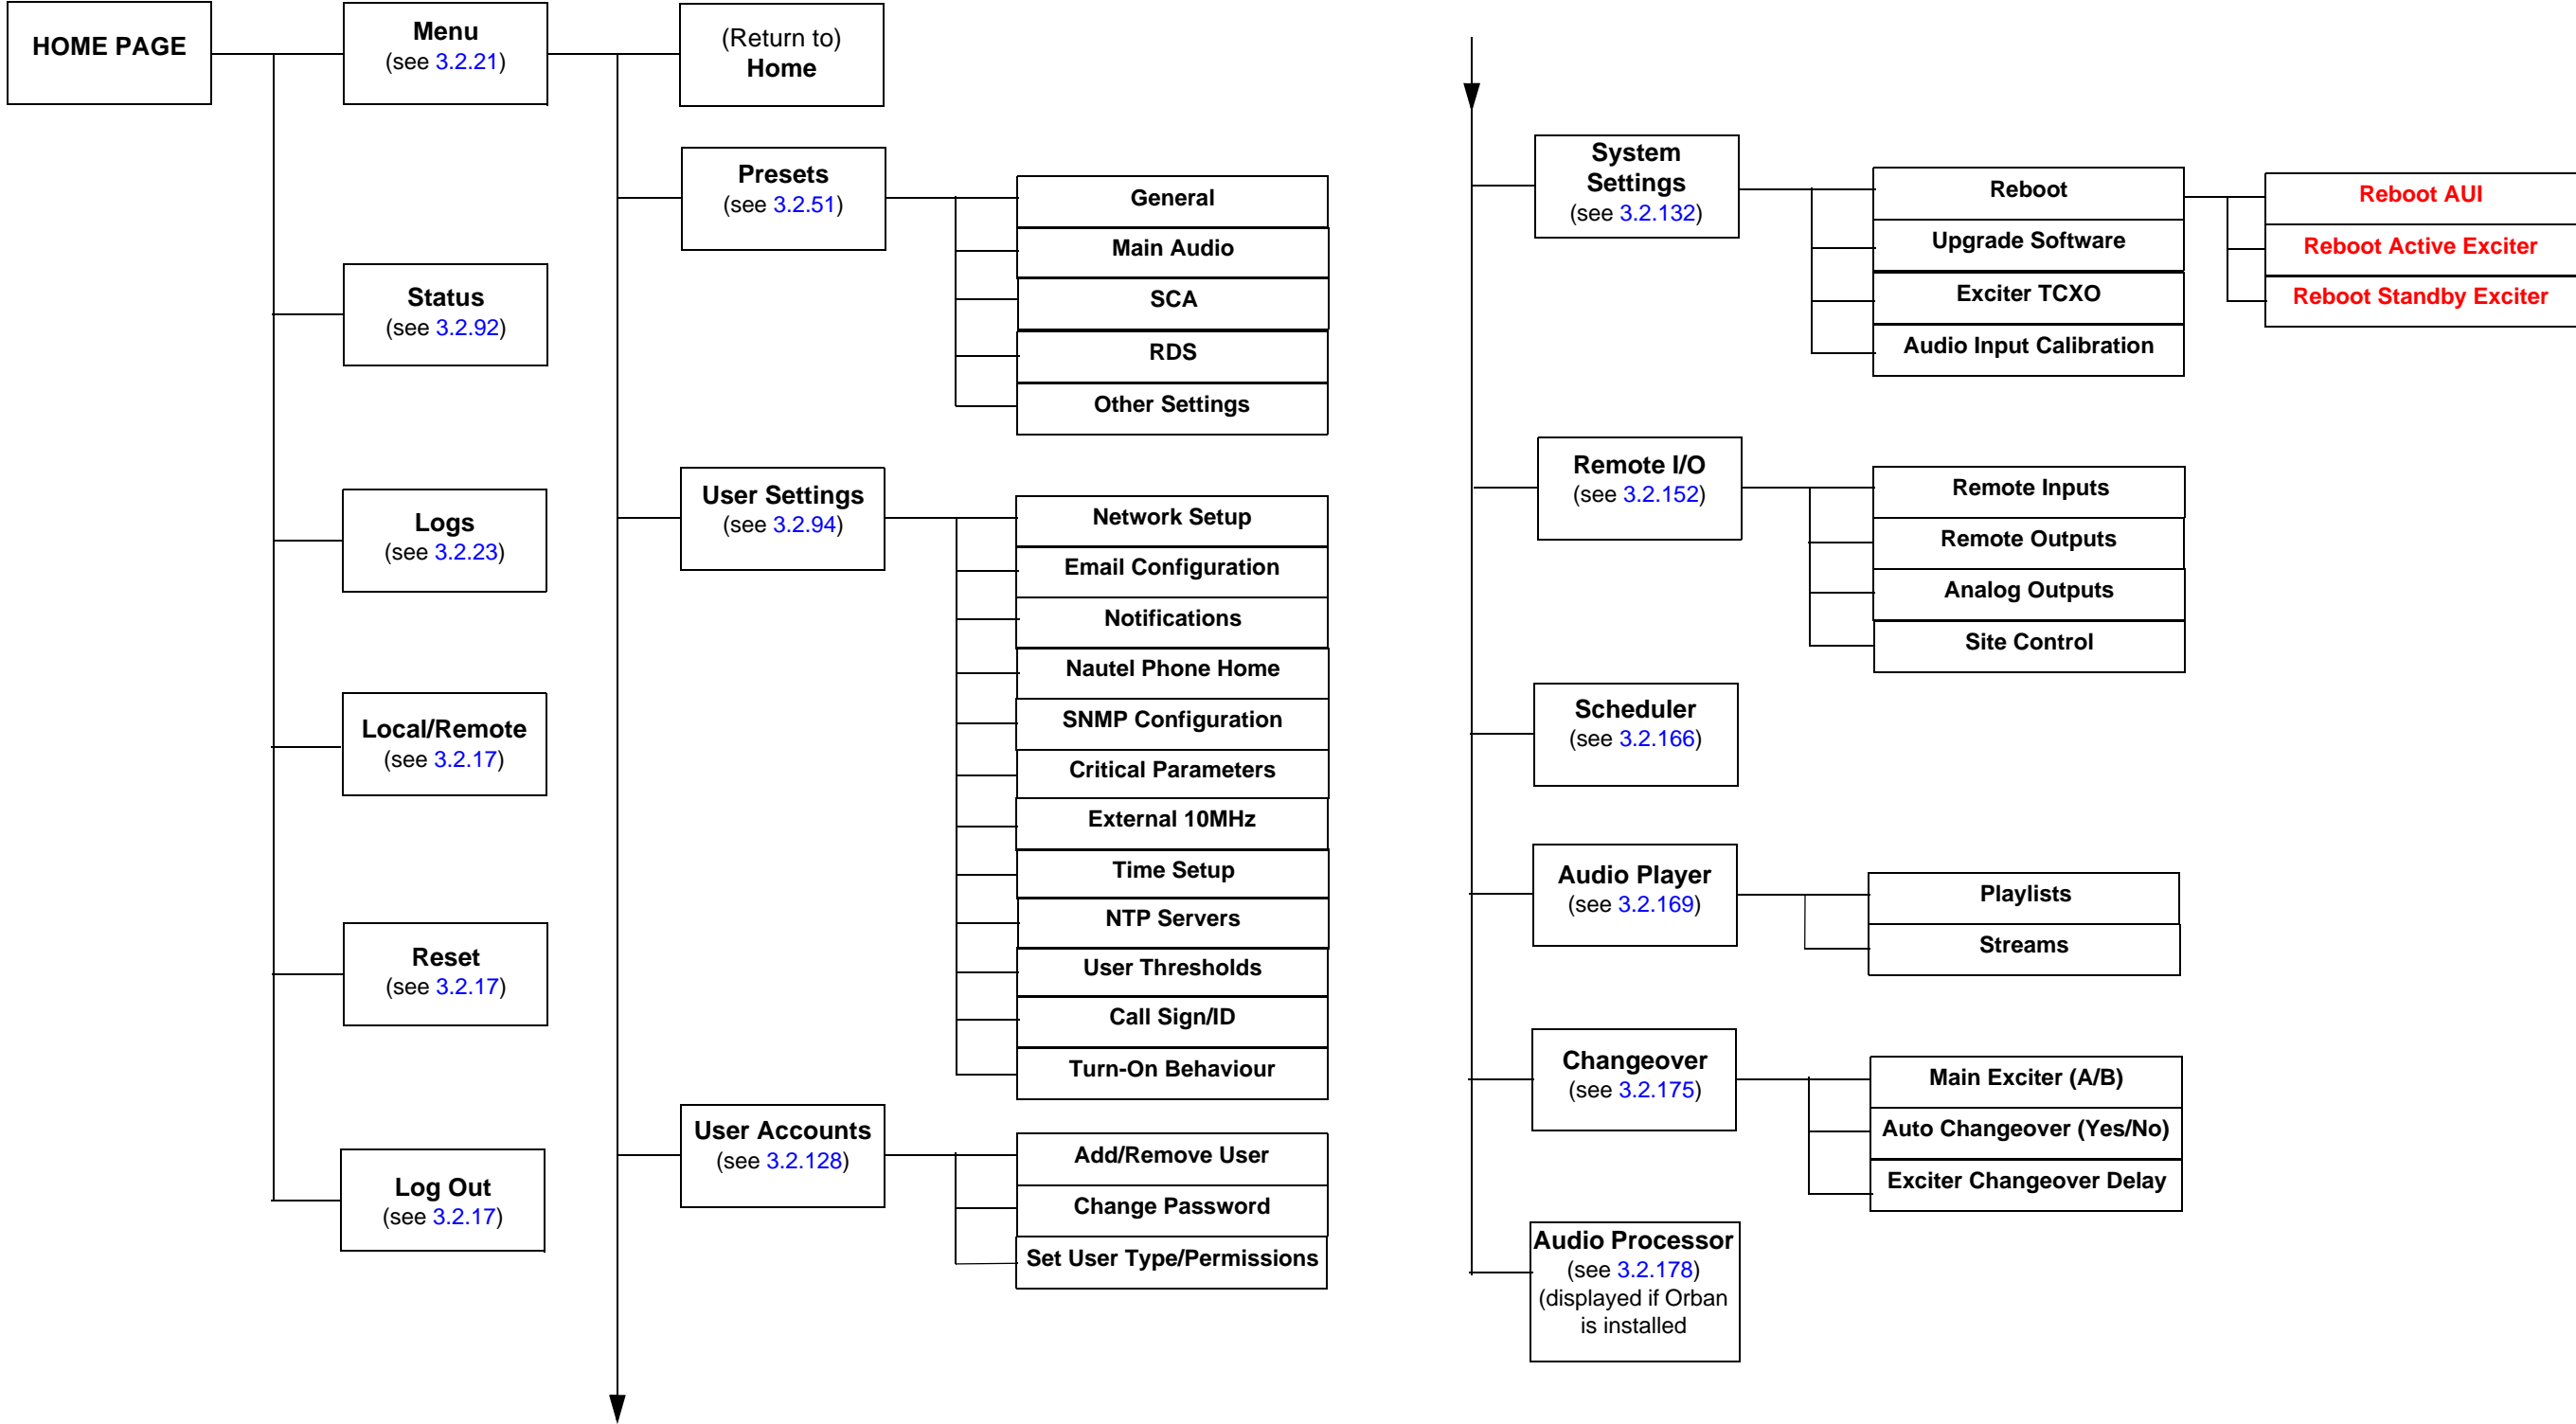 HOME PAGE
Menu
(see 3.2.21)
Status
(see 3.2.92)
Logs
(see 3.2.23)
Local/Remote
(see 3.2.17)
Reset
(see 3.2.17)
Log Out
(see 3.2.17)
(Return to)
Home
Presets
(see 3.2.51)
General
Main Audio
SCA
RDS
Other Settings
User Settings
(see 3.2.94)
Network Setup
Email Configuration
Notifications
Nautel Phone Home
SNMP Configuration
Critical Parameters
External 10MHz
Time Setup
NTP Servers
User Thresholds
Call Sign/ID
Turn-On Behaviour
User Accounts
(see 3.2.128)
Add/Remove User
Change Password
Set User Type/Permissions
System
Settings
(see 3.2.132)
Reboot
Upgrade Software
Exciter TCXO
Audio Input Calibration
Reboot AUI
Reboot Active Exciter
Reboot Standby Exciter
Remote I/O
(see 3.2.152)
Remote Inputs
Remote Outputs
Analog Outputs
Site Control
Scheduler
(see 3.2.166)
Audio Player
(see 3.2.169)
Playlists
Streams
Changeover
(see 3.2.175)
Main Exciter (A/B)
Auto Changeover (Yes/No)
Exciter Changeover Delay
Audio Processor
(see 3.2.178)
(displayed if Orban
is installed